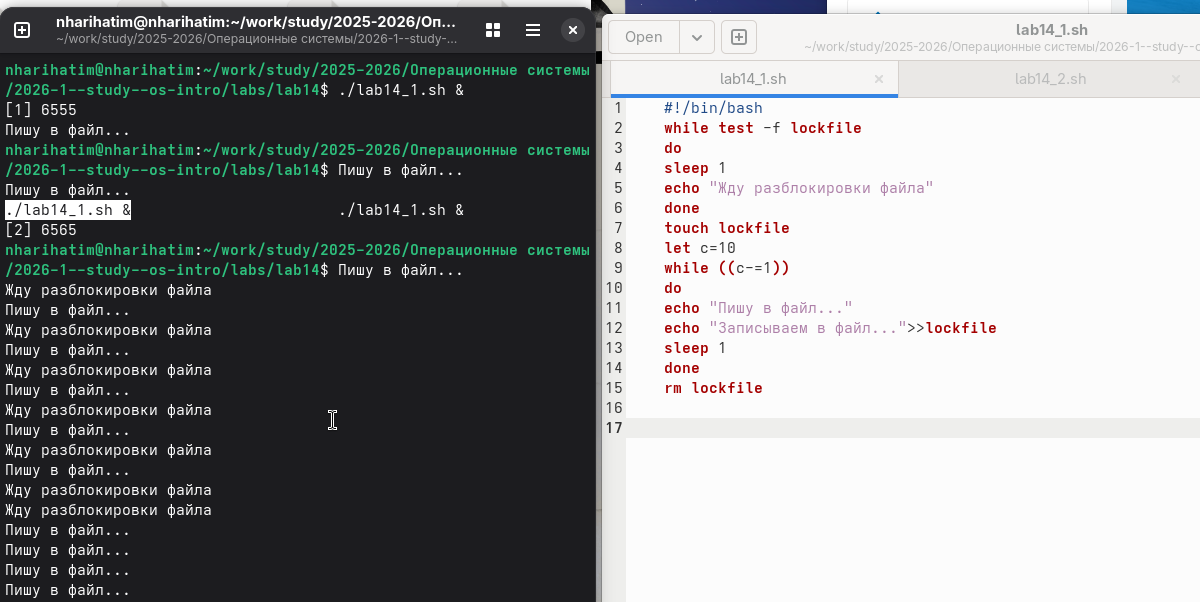 nharihatim@nharihatim:~/work/study/2025-2026/Оп...
~/work/study/2025-2026/Операционные системы/2026-1--study-...
nharihatim@nharihatim:~/work/study/2025-2026/Операционные системы
/2026-1--study--os-intro/labs/lab14$ ./lab14_1.sh &
[1] 6555
Пишу в файл...
nharihatim@nharihatim:~/work/study/2025-2026/Операционные системы
/2026-1--study--os-intro/labs/lab14$ Пишу в файл...
Пишу в файл...
./lab14_1.sh & ./lab14_1.sh &
[2] 6565
nharihatim@nharihatim:~/work/study/2025-2026/Операционные системы
/2026-1--study--os-intro/labs/lab14$ Пишу в файл...
Жду разблокировки файла
Пишу в файл...
Жду разблокировки файла
Пишу в файл...
Жду разблокировки файла
Пишу в файл...
Жду разблокировки файла
Пишу в файл...
Жду разблокировки файла
Пишу в файл...
Жду разблокировки файла
Жду разблокировки файла
Пишу в файл...
Пишу в файл...
Пишу в файл...
Пишу в файл...
Open
lab14_1.sh
~/work/study/2025-2026/Операционные системы/2026-1--study--o
lab14_1.sh
lab14_2.sh
1 #!/bin/bash
2 while test -f lockfile
3 do
4 sleep 1
5 echo "Жду разблокировки файла"
6 done
7 touch lockfile
8 let c=10
9 while ((c-=1))
10 do
11 echo "Пишу в файл..."
12 echo "Записываем в файл...">>lockfile
13 sleep 1
14 done
15 rm lockfile
16
17